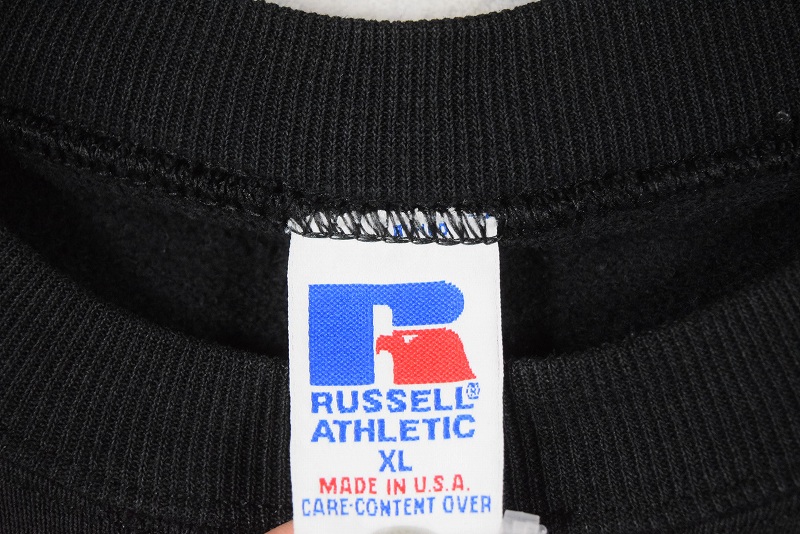 RUSSELL®
ATHLETIC
XL
MADE IN U.S.A.
CARE-CONTENT OVER